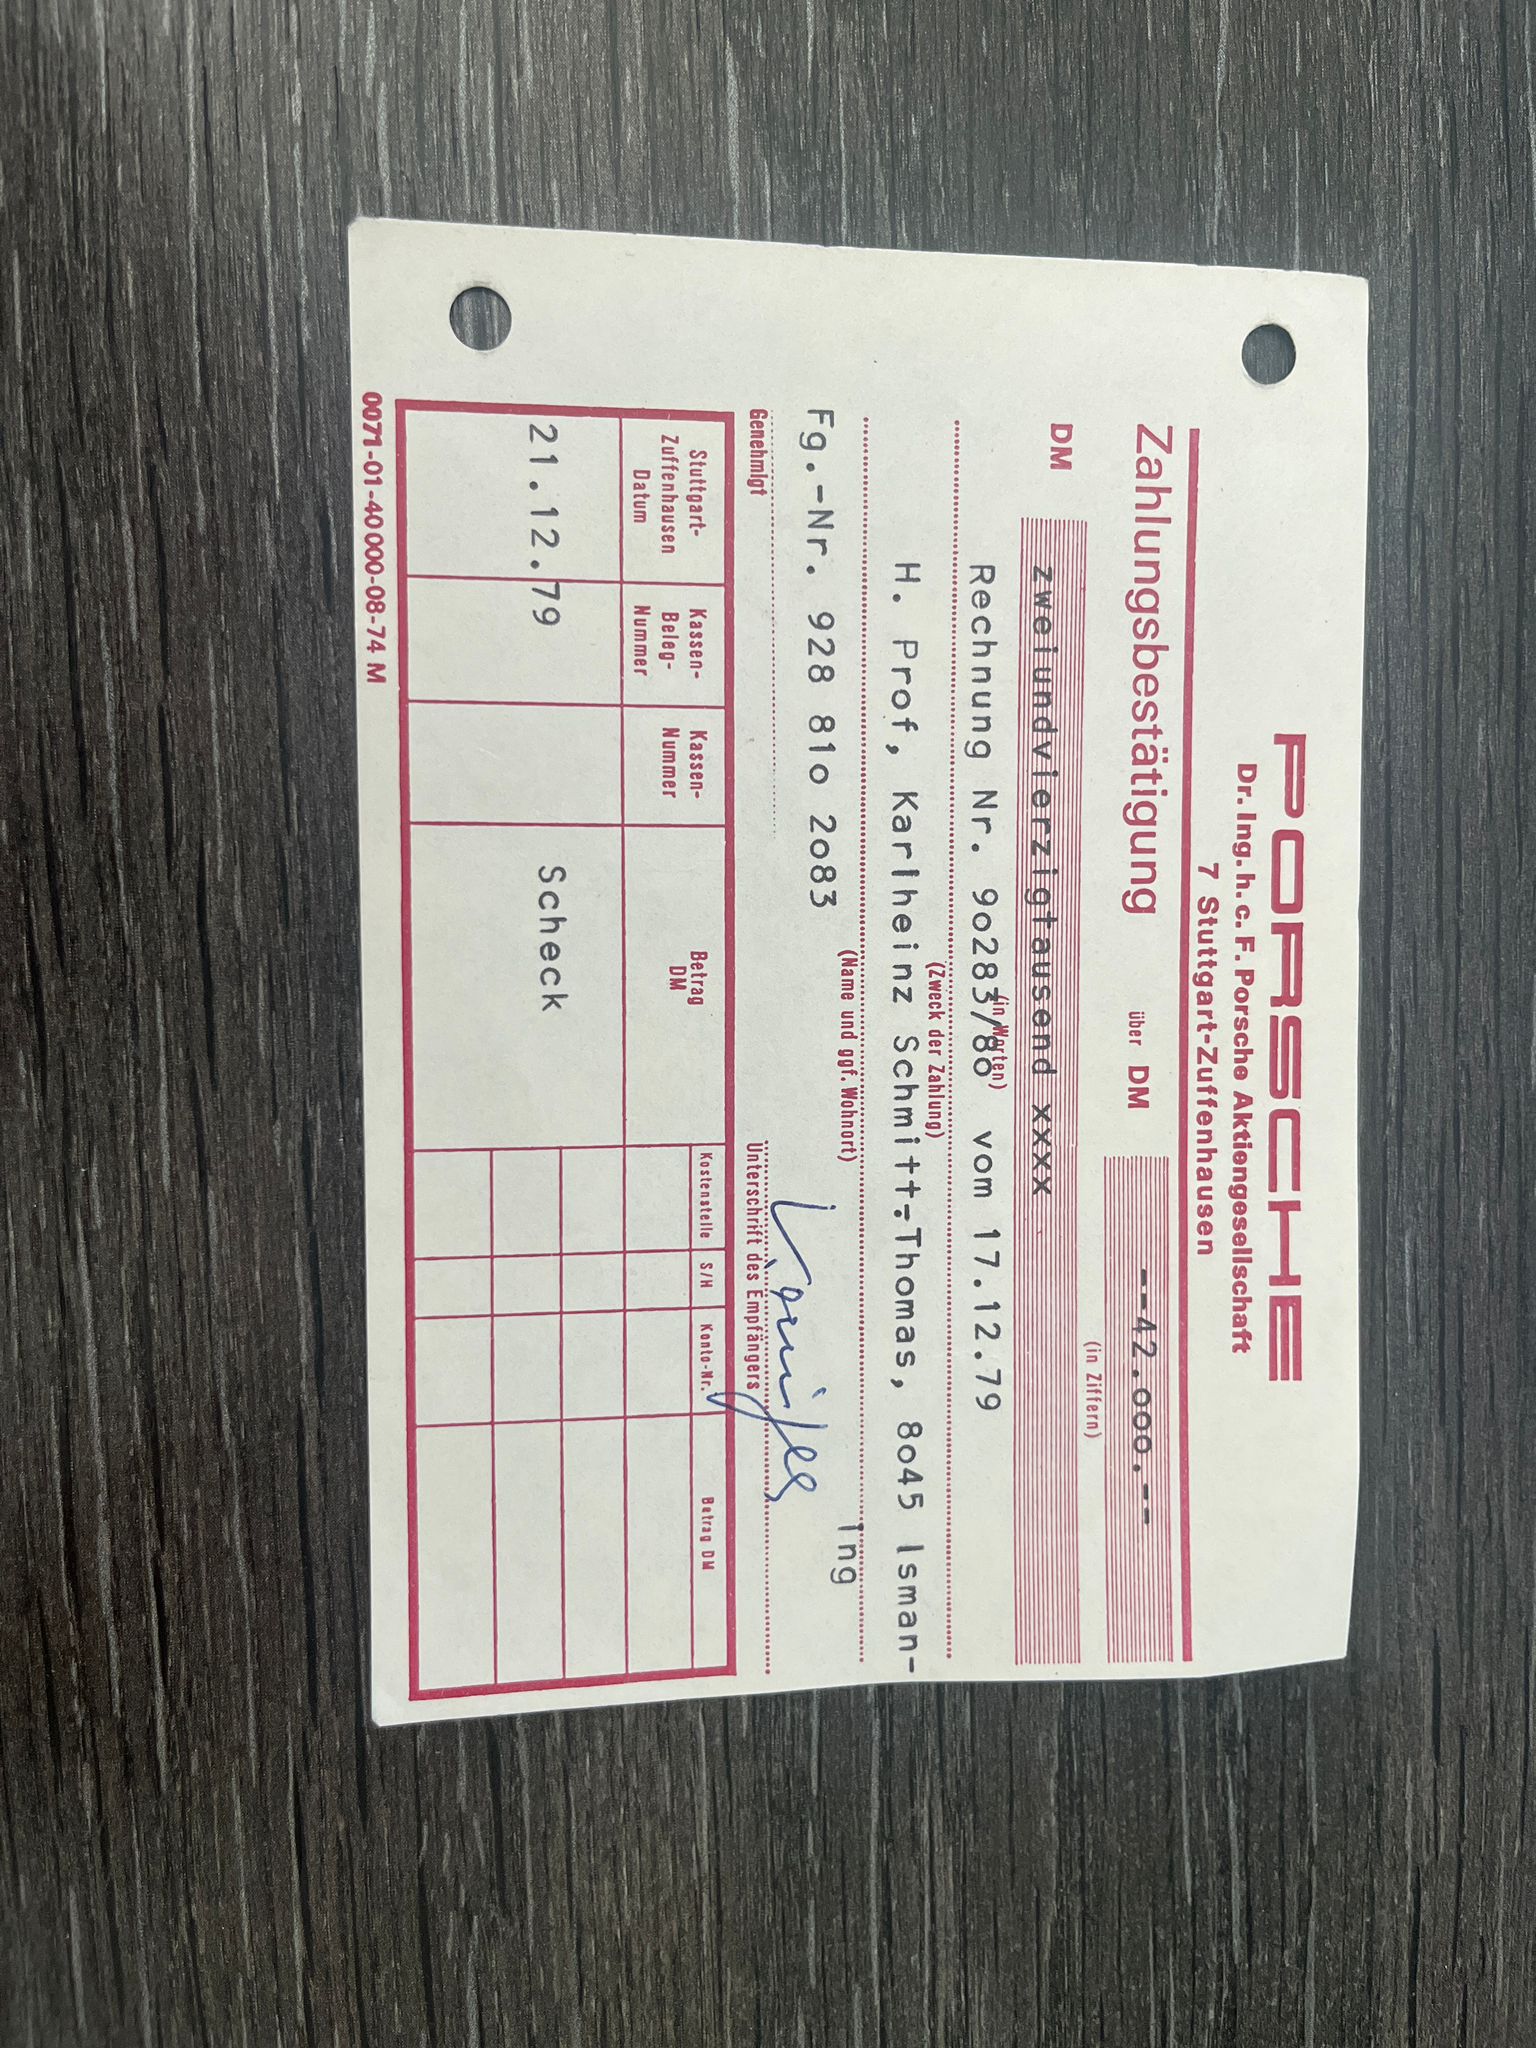 PORSCHE
Dr. Ing. h. c. F. Porsche Aktiengesellschaft
7 Stuttgart-Zuffenhausen
Zahlungsbestätigung über DM --42.ooo.--
(in Ziffern)
DM zweiundvierzigtausend xxxx
(in Worten)
Rechnung Nr. 9o283/8o vom 17.12.79
(Zweck der Zahlung)
H. Prof, Karlheinz Schmitt-Thomas, 8o45 Isman-
(Name und ggf. Wohnort)
ing
Fg.-Nr. 928 81o 2o83
Genehmigt
Unterschrift des Empfängers
Stuttgart-Zuffenhausen Datum
Kassen-Beleg-Nummer
Kassen-Nummer
Betrag DM
Kostenstelle
S/H
Konto-Nr.
Betrag DM
21.12.79
Scheck
0071-01-40 000-08-74 M